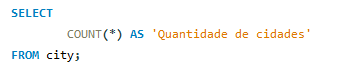 SELECT
COUNT(*) AS 'Quantidade de cidades'
FROM city;